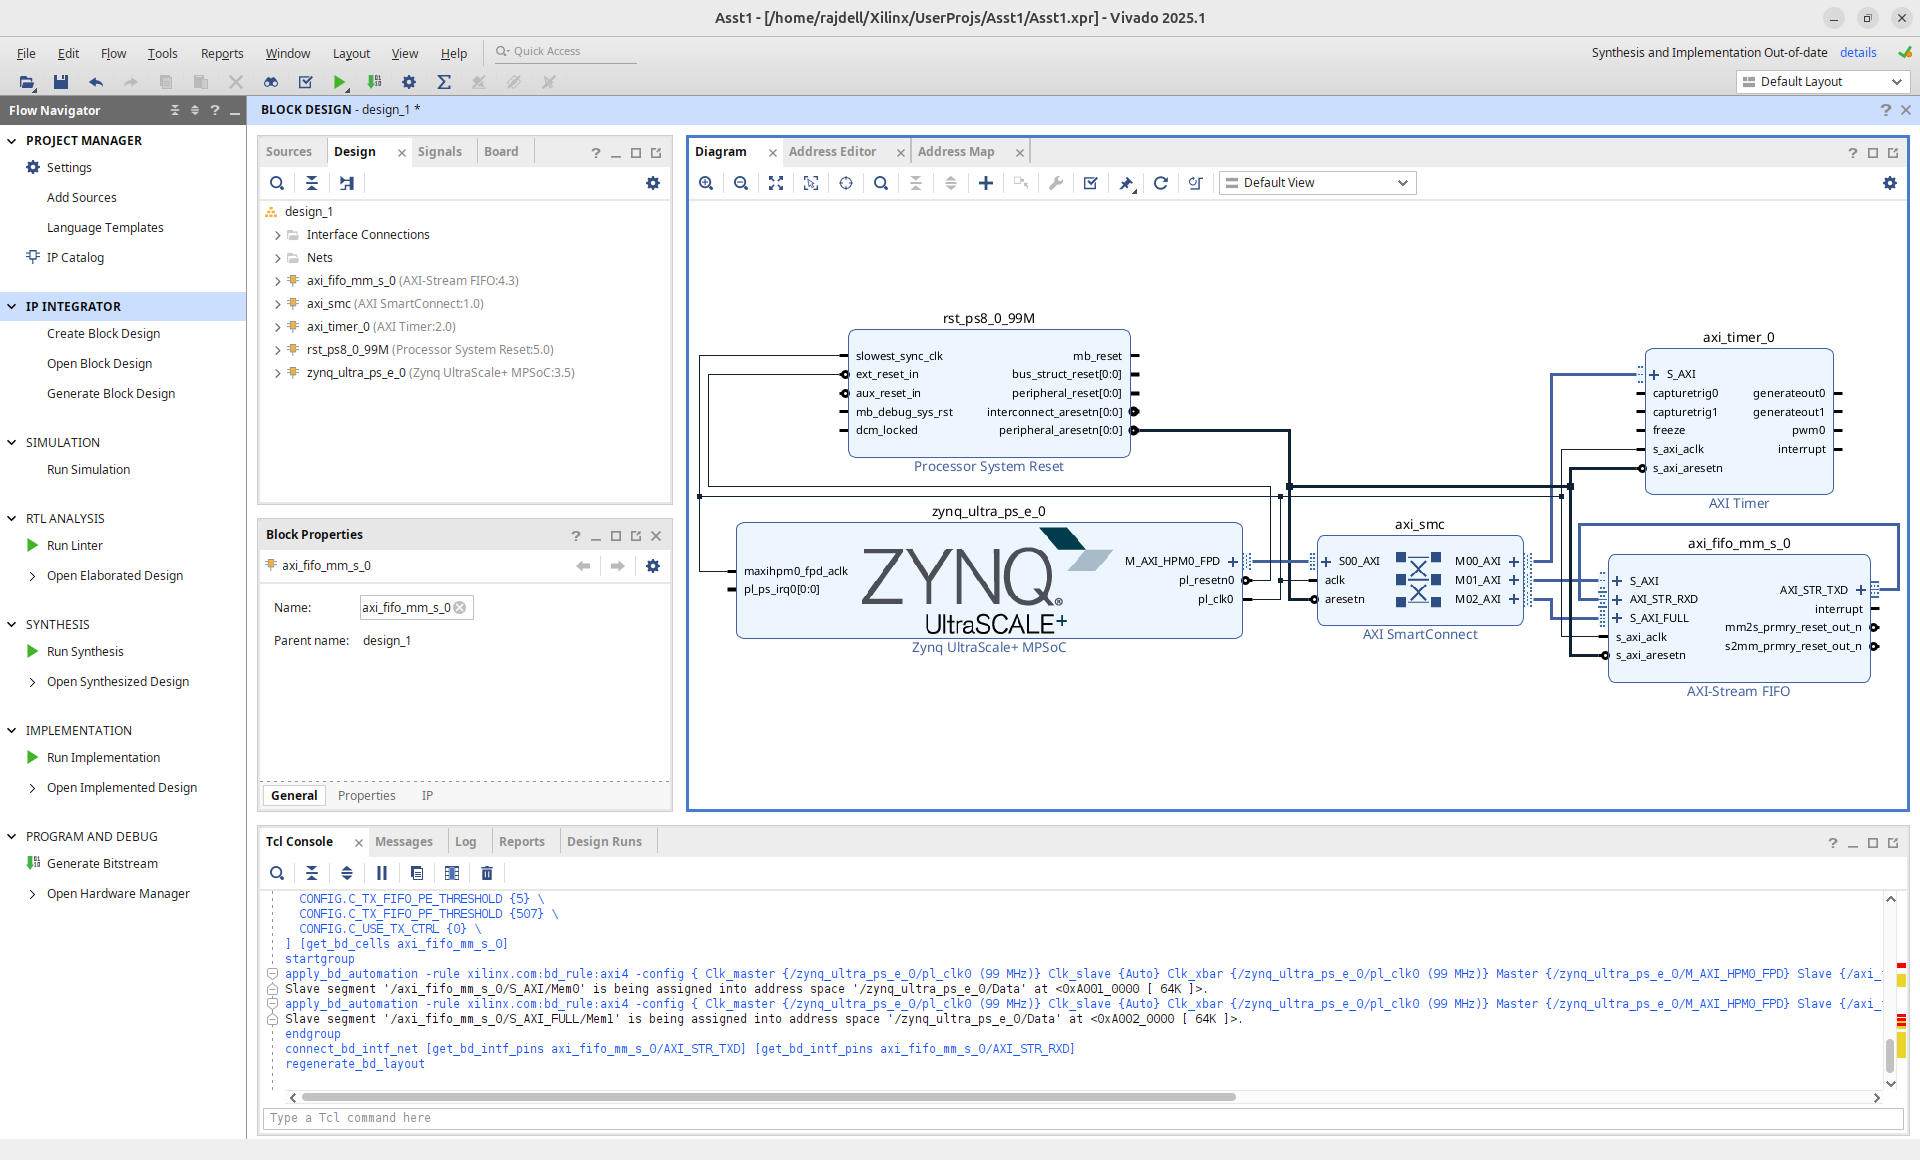 Asst1 - [/home/rajdell/Xilinx/UserProjs/Asst1/Asst1.xpr] - Vivado 2025.1
File Edit Flow Tools Reports Window Layout View Help Quick Access
Synthesis and Implementation Out-of-date details
Default Layout
Flow Navigator
PROJECT MANAGER
Settings
Add Sources
Language Templates
IP Catalog
IP INTEGRATOR
Create Block Design
Open Block Design
Generate Block Design
SIMULATION
Run Simulation
RTL ANALYSIS
Run Linter
Open Elaborated Design
SYNTHESIS
Run Synthesis
Open Synthesized Design
IMPLEMENTATION
Run Implementation
Open Implemented Design
PROGRAM AND DEBUG
Generate Bitstream
Open Hardware Manager
BLOCK DESIGN - design_1 *
Sources Design Signals Board
design_1
Interface Connections
Nets
axi_fifo_mm_s_0 (AXI-Stream FIFO:4.3)
axi_smc (AXI SmartConnect:1.0)
axi_timer_0 (AXI Timer:2.0)
rst_ps8_0_99M (Processor System Reset:5.0)
zynq_ultra_ps_e_0 (Zynq UltraScale+ MPSoC:3.5)
Block Properties
axi_fifo_mm_s_0
Name: axi_fifo_mm_s_0
Parent name: design_1
General Properties IP
Diagram Address Editor Address Map
Default View
rst_ps8_0_99M
slowest_sync_clk mb_reset
ext_reset_in bus_struct_reset[0:0]
aux_reset_in peripheral_reset[0:0]
mb_debug_sys_rst interconnect_aresetn[0:0]
dcm_locked peripheral_aresetn[0:0]
Processor System Reset
axi_timer_0
S_AXI
capturetrig0 generateout0
capturetrig1 generateout1
freeze pwm0
s_axi_aclk interrupt
s_axi_aresetn
AXI Timer
zynq_ultra_ps_e_0
M_AXI_HPM0_FPD
maxihpm0_fpd_aclk pl_resetn0
pl_ps_irq0[0:0] pl_clk0
ZYNQ®
UltraSCALE+
Zynq UltraScale+ MPSoC
axi_smc
S00_AXI M00_AXI
aclk M01_AXI
aresetn M02_AXI
AXI SmartConnect
axi_fifo_mm_s_0
S_AXI AXI_STR_TXD
AXI_STR_RXD interrupt
S_AXI_FULL mm2s_prmry_reset_out_n
s_axi_aclk s2mm_prmry_reset_out_n
s_axi_aresetn
AXI-Stream FIFO
Tcl Console Messages Log Reports Design Runs
CONFIG.C_TX_FIFO_PE_THRESHOLD {5} \
CONFIG.C_TX_FIFO_PF_THRESHOLD {507} \
CONFIG.C_USE_TX_CTRL {0} \
] [get_bd_cells axi_fifo_mm_s_0]
startgroup
apply_bd_automation -rule xilinx.com:bd_rule:axi4 -config { Clk_master {/zynq_ultra_ps_e_0/pl_clk0 (99 MHz)} Clk_slave {Auto} Clk_xbar {/zynq_ultra_ps_e_0/pl_clk0 (99 MHz)} Master {/zynq_ultra_ps_e_0/M_AXI_HPM0_FPD} Slave {/axi_
Slave segment '/axi_fifo_mm_s_0/S_AXI/Mem0' is being assigned into address space '/zynq_ultra_ps_e_0/Data' at <0xA001_0000 [ 64K ]>.
apply_bd_automation -rule xilinx.com:bd_rule:axi4 -config { Clk_master {/zynq_ultra_ps_e_0/pl_clk0 (99 MHz)} Clk_slave {Auto} Clk_xbar {/zynq_ultra_ps_e_0/pl_clk0 (99 MHz)} Master {/zynq_ultra_ps_e_0/M_AXI_HPM0_FPD} Slave {/axi_
Slave segment '/axi_fifo_mm_s_0/S_AXI_FULL/Mem1' is being assigned into address space '/zynq_ultra_ps_e_0/Data' at <0xA002_0000 [ 64K ]>.
endgroup
connect_bd_intf_net [get_bd_intf_pins axi_fifo_mm_s_0/AXI_STR_TXD] [get_bd_intf_pins axi_fifo_mm_s_0/AXI_STR_RXD]
regenerate_bd_layout
Type a Tcl command here